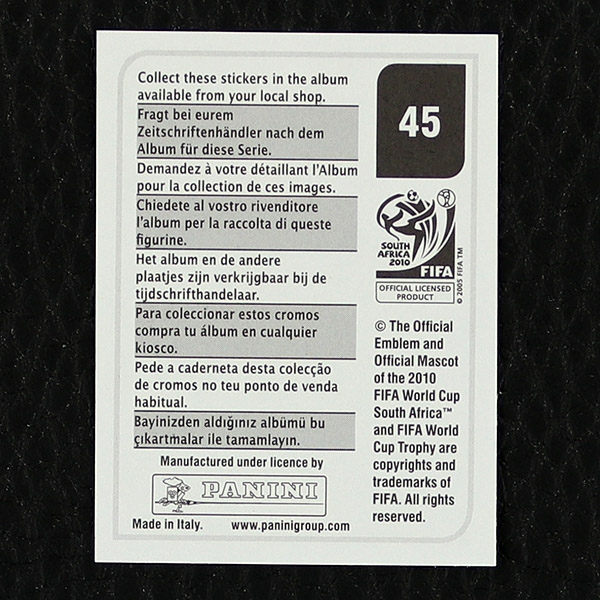 Collect these stickers in the album
available from your local shop.
Fragt bei eurem
Zeitschriftenhändler nach dem
Album für diese Serie.
Demandez à votre détaillant l'Album
pour la collection de ces images.
Chiedete al vostro rivenditore
l'album per la raccolta di queste
figurine.
Het album en de andere
plaatjes zijn verkrijgbaar bij de
tijdschrifthandelaar.
Para coleccionar estos cromos
compra tu álbum en cualquier
kiosco.
Pede a caderneta desta colecção
de cromos no teu ponto de venda
habitual.
Bayinizden aldığınız albümü bu
çıkartmalar ile tamamlayın.
Manufactured under licence by
PANINI
Made in Italy. www.paninigroup.com
45
SOUTH
AFRICA
2010
FIFA
OFFICIAL LICENSED
PRODUCT
© 2005 FIFA TM
© The Official
Emblem and
Official Mascot
of the 2010
FIFA World Cup
South Africa™
and FIFA World
Cup Trophy are
copyrights and
trademarks of
FIFA. All rights
reserved.